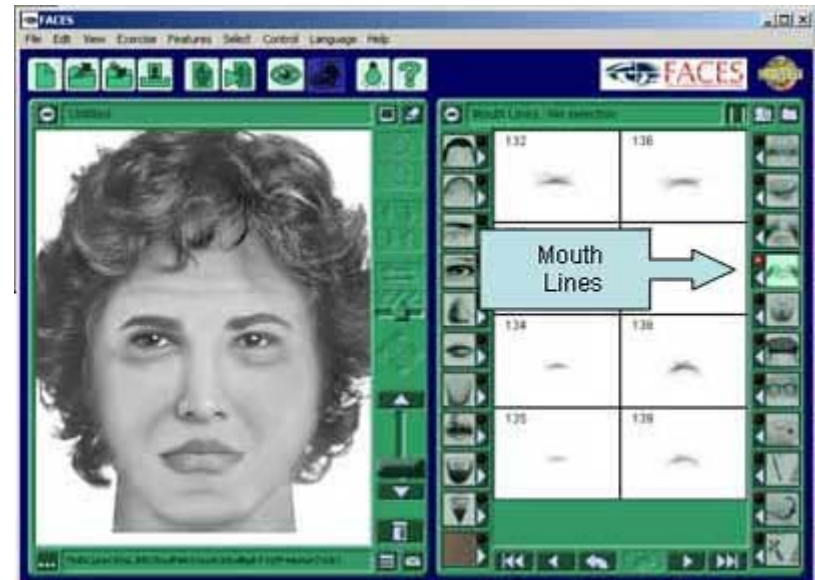 FACES
File Edit View Exercise Features Select Control Language Help
FACES
Untitled
Mouth Lines : No selection
132
136
Mouth
Lines
134
138
135
139